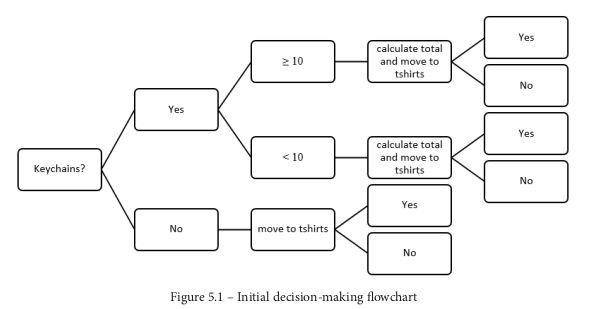 Keychains?
Yes
≥ 10
calculate total
and move to
tshirts
Yes
No
< 10
calculate total
and move to
tshirts
Yes
No
No
move to tshirts
Yes
No
Figure 5.1 – Initial decision-making flowchart